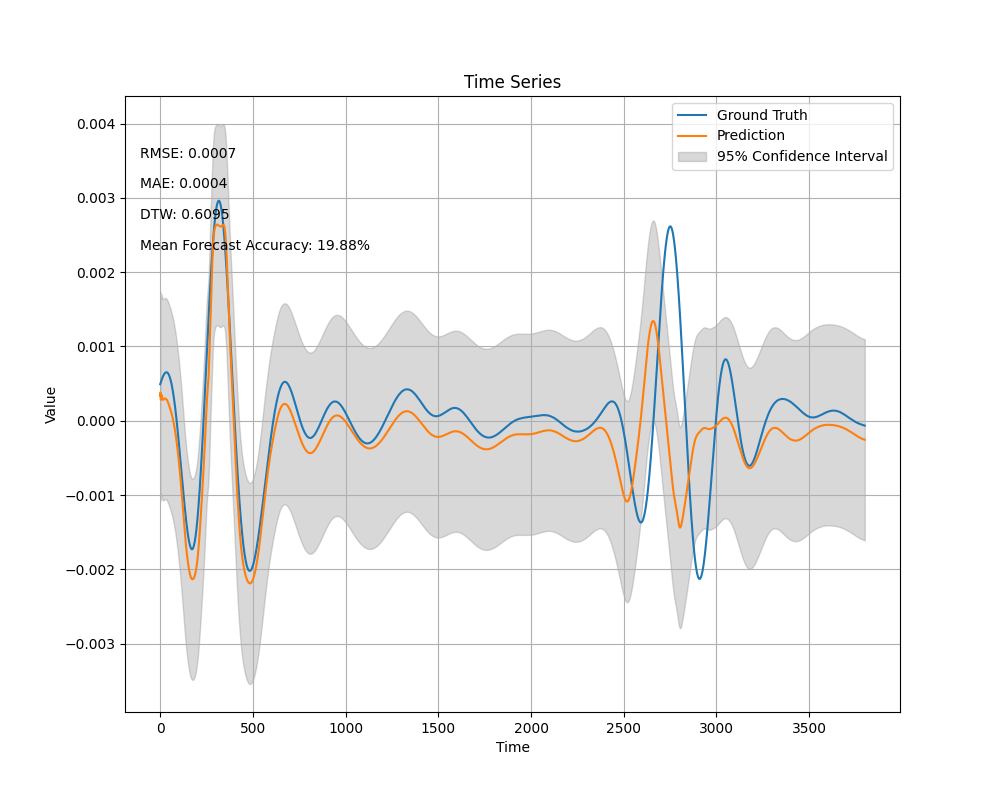 Time Series
Ground Truth
Prediction
95% Confidence Interval
RMSE: 0.0007
MAE: 0.0004
DTW: 0.6095
Mean Forecast Accuracy: 19.88%
0.004
0.003
0.002
0.001
0.000
−0.001
−0.002
−0.003
Value
0 500 1000 1500 2000 2500 3000 3500
Time